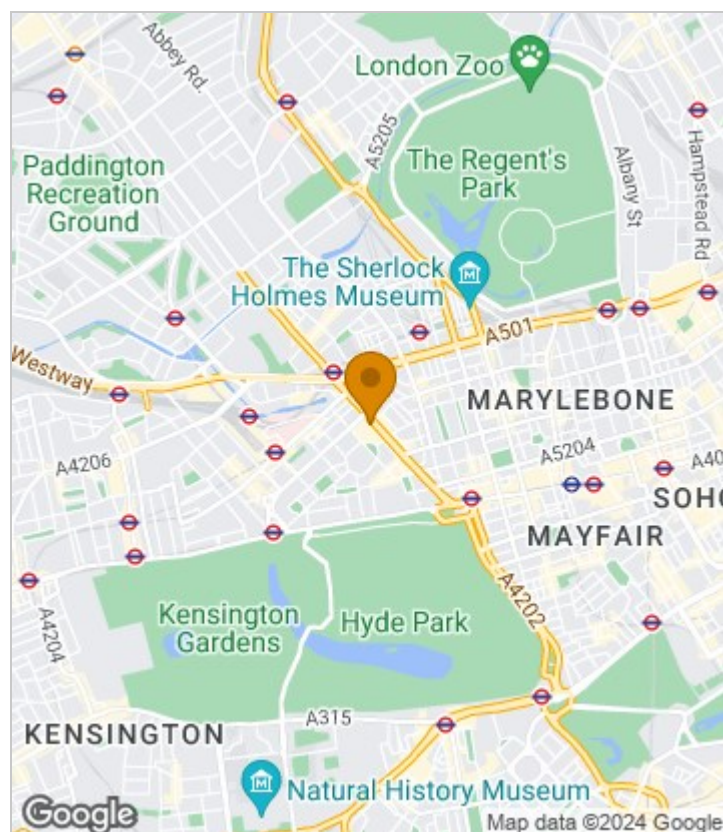 Abbey Rd.
London Zoo
A5205
Paddington
Recreation
Ground
The Regent's
Park
Albany St
Hampstead Rd
The Sherlock
Holmes Museum
A501
Westway
MARYLEBONE
A4206
A5204
A40
SOHO
MAYFAIR
A4202
Kensington
Gardens
Hyde Park
A4204
A315
KENSINGTON
Natural History Museum
Google
Map data ©2024 Google